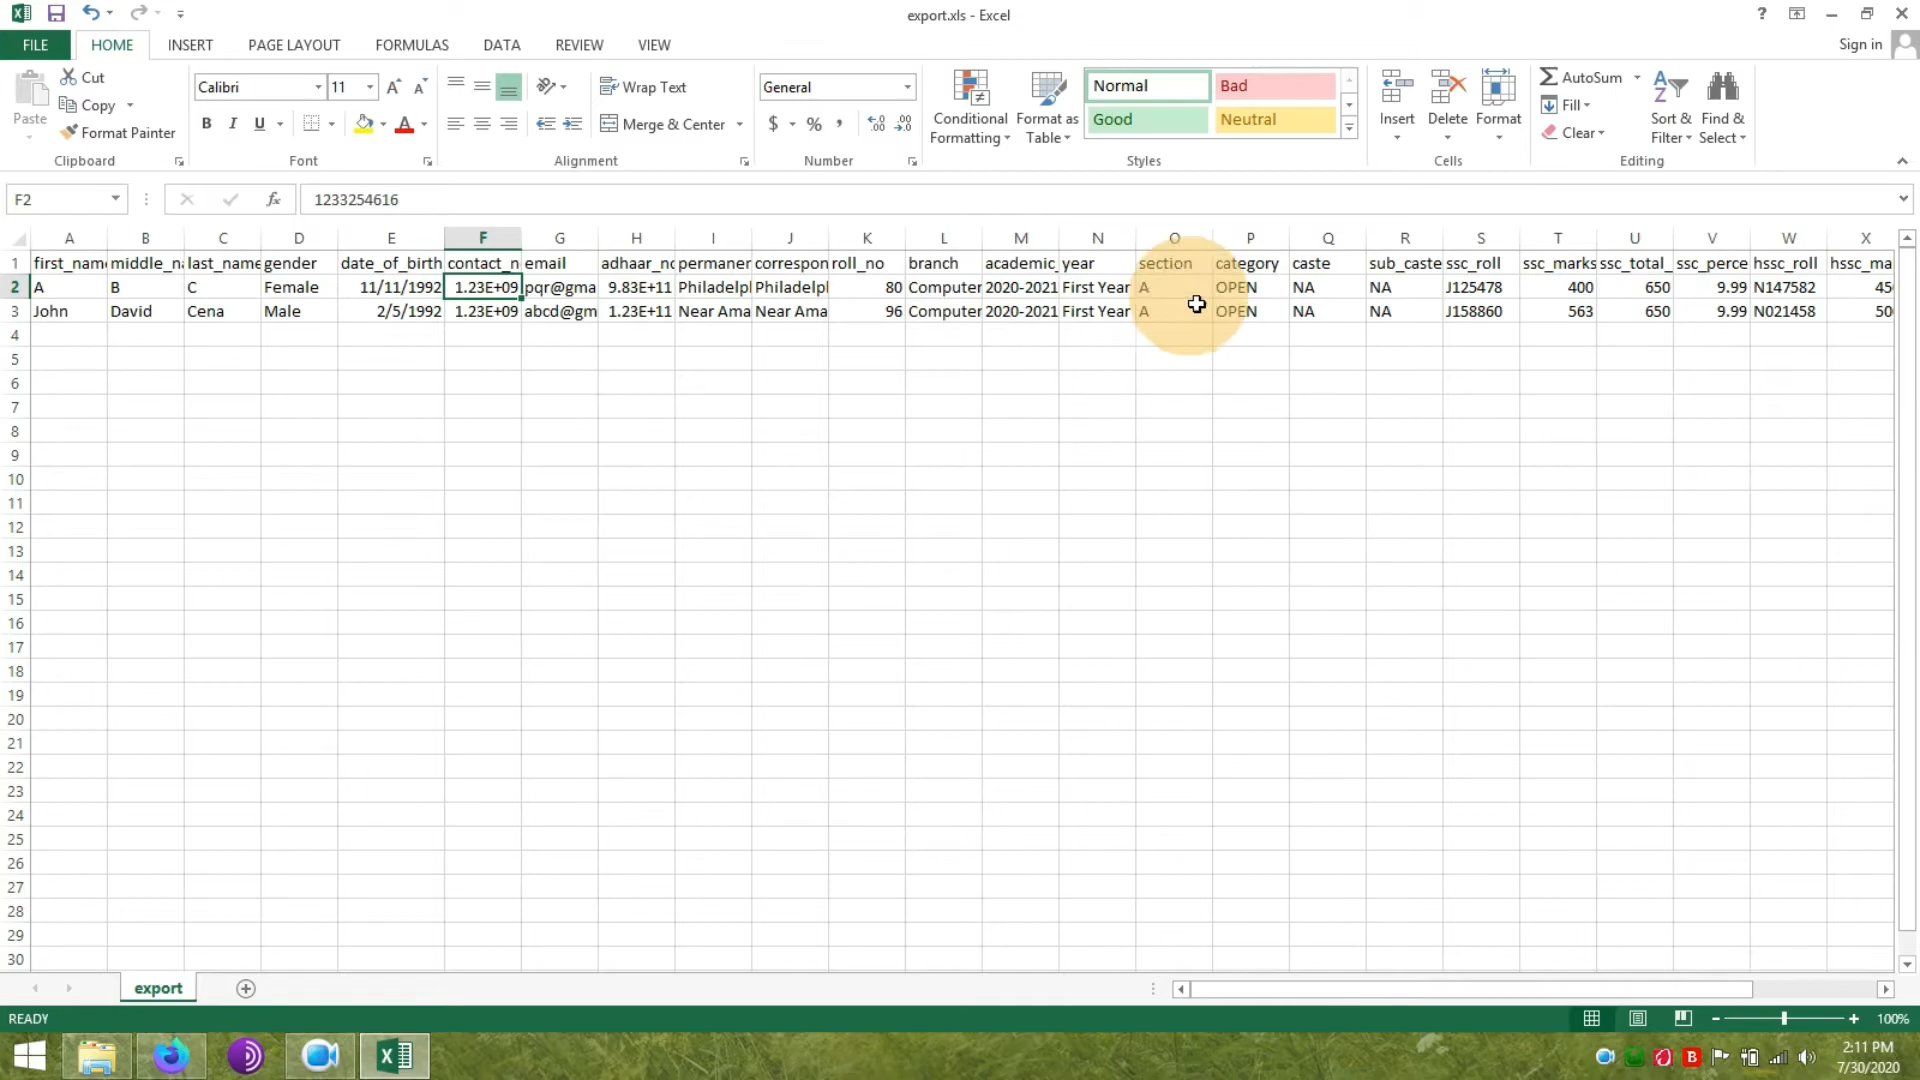 export.xls - Excel
?
FILE HOME INSERT PAGE LAYOUT FORMULAS DATA REVIEW VIEW Sign in
Paste
Cut
Copy
Format Painter
Clipboard
Calibri 11
B I U
Font
Wrap Text
Merge & Center
Alignment
General
$ % ,
Number
Conditional Formatting
Format as Table
Normal Bad
Good Neutral
Styles
Insert Delete Format
Cells
AutoSum
Fill
Clear
Sort & Filter
Find & Select
Editing
F2 fx 1233254616
A B C D E F G H I J K L M N O P Q R S T U V W X
1 first_name middle_na last_name gender date_of_birth contact_n email adhaar_no permaner correspon roll_no branch academic_ year section category caste sub_caste ssc_roll ssc_marks ssc_total_ ssc_perce hssc_roll hssc_ma
2 A B C Female 11/11/1992 1.23E+09 pqr@gma 9.83E+11 Philadelpl Philadelpl 80 Computer 2020-2021 First Year A OPEN NA NA J125478 400 650 9.99 N147582 45
3 John David Cena Male 2/5/1992 1.23E+09 abcd@gm 1.23E+11 Near Ama Near Ama 96 Computer 2020-2021 First Year A OPEN NA NA J158860 563 650 9.99 N021458 50
4
5
6
7
8
9
10
11
12
13
14
15
16
17
18
19
20
21
22
23
24
25
26
27
28
29
30
export
READY 100%
2:11 PM
7/30/2020